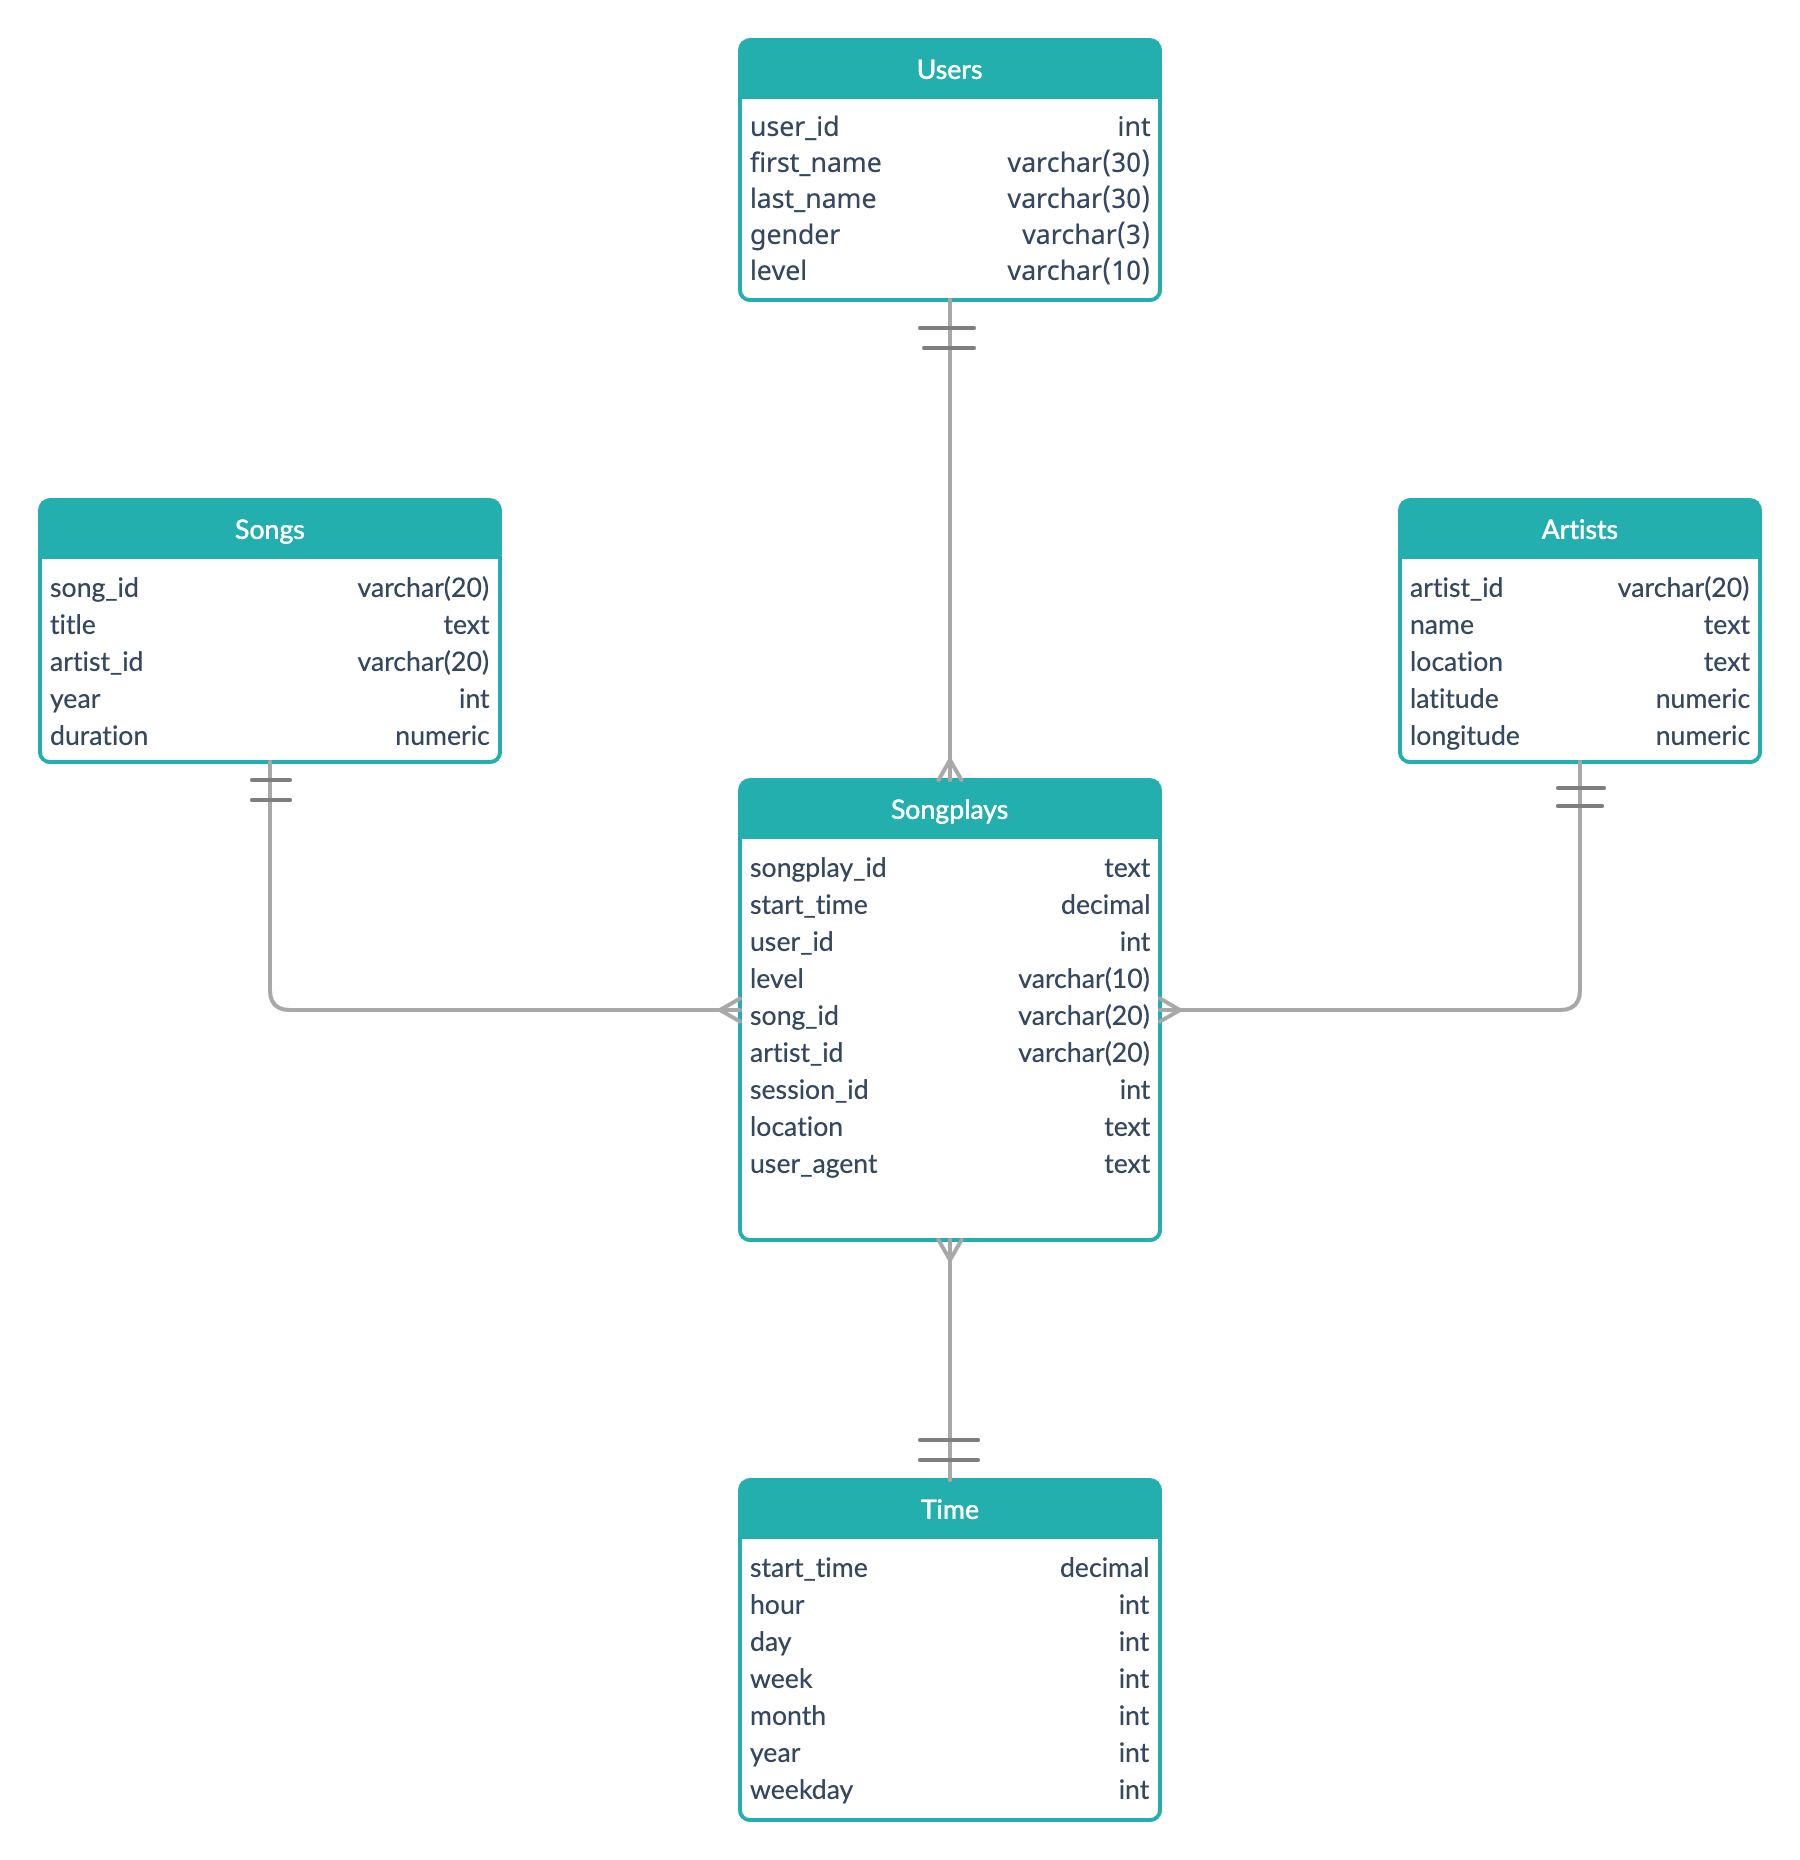 Users
user_id int
first_name varchar(30)
last_name varchar(30)
gender varchar(3)
level varchar(10)
Songs
song_id varchar(20)
title text
artist_id varchar(20)
year int
duration numeric
Artists
artist_id varchar(20)
name text
location text
latitude numeric
longitude numeric
Songplays
songplay_id text
start_time decimal
user_id int
level varchar(10)
song_id varchar(20)
artist_id varchar(20)
session_id int
location text
user_agent text
Time
start_time decimal
hour int
day int
week int
month int
year int
weekday int